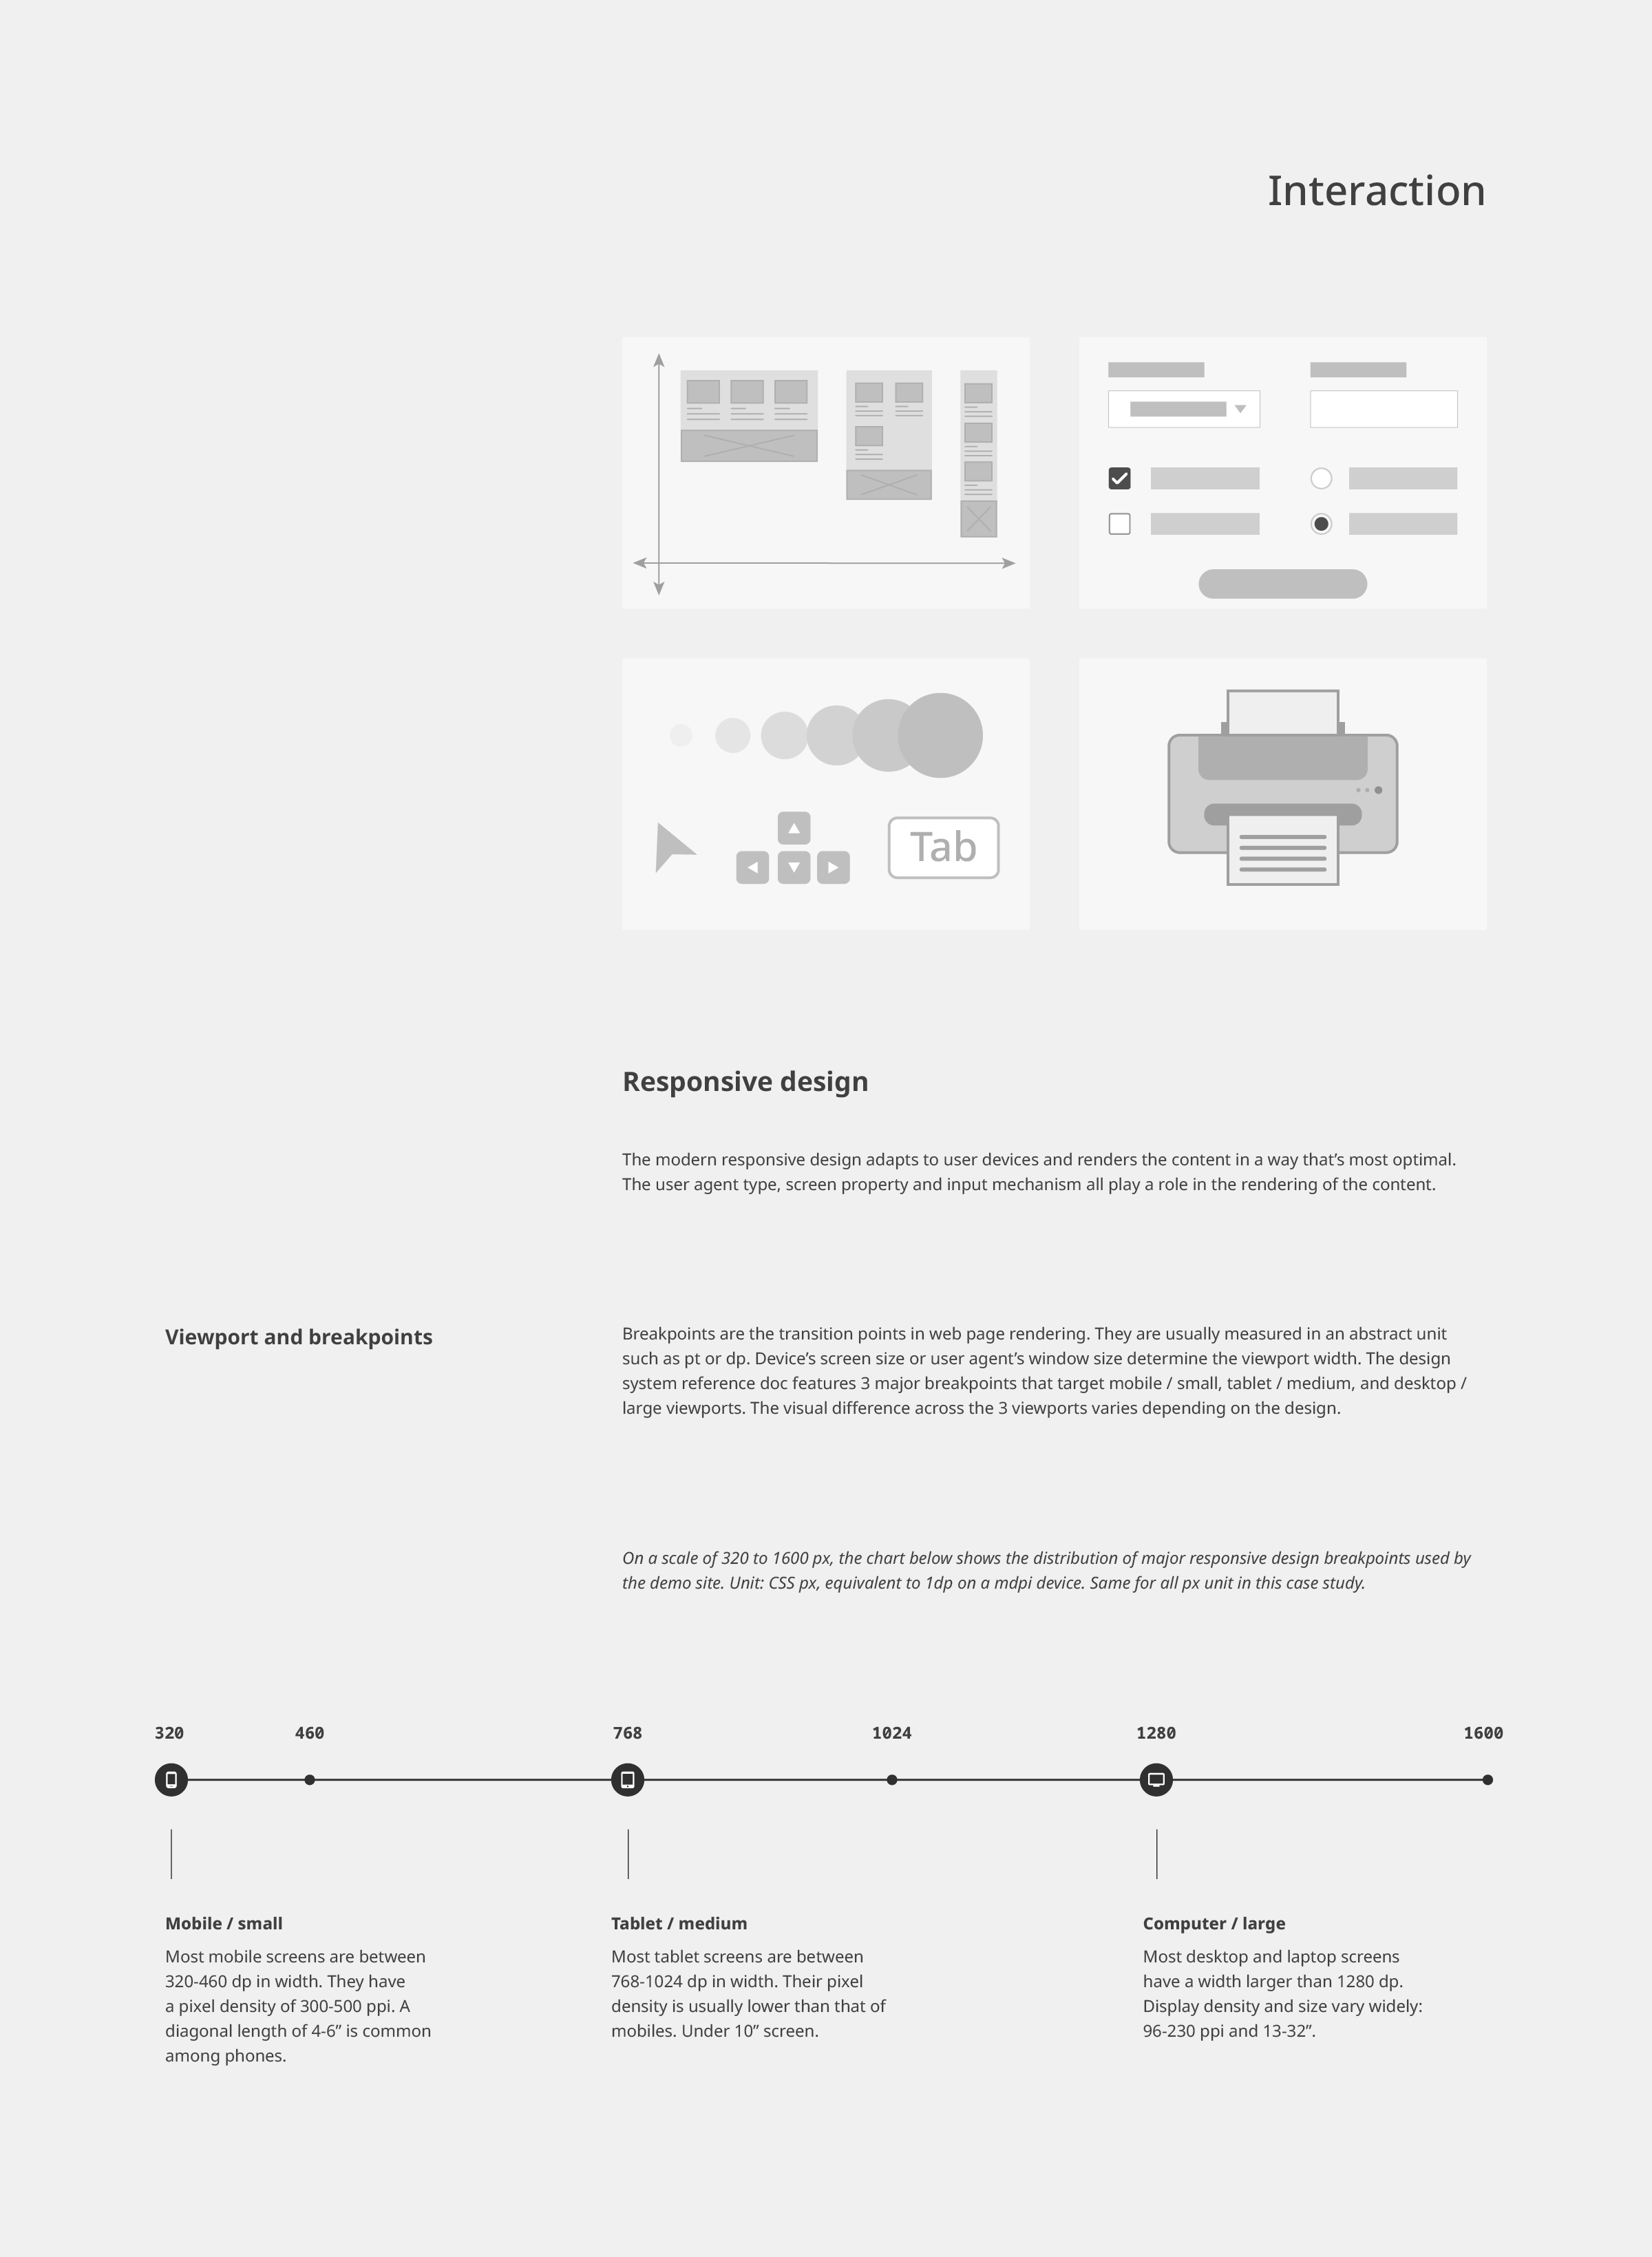 Interaction
Tab
Responsive design
The modern responsive design adapts to user devices and renders the content in a way that’s most optimal.
The user agent type, screen property and input mechanism all play a role in the rendering of the content.
Viewport and breakpoints
Breakpoints are the transition points in web page rendering. They are usually measured in an abstract unit
such as pt or dp. Device’s screen size or user agent’s window size determine the viewport width. The design
system reference doc features 3 major breakpoints that target mobile / small, tablet / medium, and desktop /
large viewports. The visual difference across the 3 viewports varies depending on the design.
On a scale of 320 to 1600 px, the chart below shows the distribution of major responsive design breakpoints used by
the demo site. Unit: CSS px, equivalent to 1dp on a mdpi device. Same for all px unit in this case study.
320 460 768 1024 1280 1600
Mobile / small
Most mobile screens are between
320-460 dp in width. They have
a pixel density of 300-500 ppi. A
diagonal length of 4-6” is common
among phones.
Tablet / medium
Most tablet screens are between
768-1024 dp in width. Their pixel
density is usually lower than that of
mobiles. Under 10” screen.
Computer / large
Most desktop and laptop screens
have a width larger than 1280 dp.
Display density and size vary widely:
96-230 ppi and 13-32”.